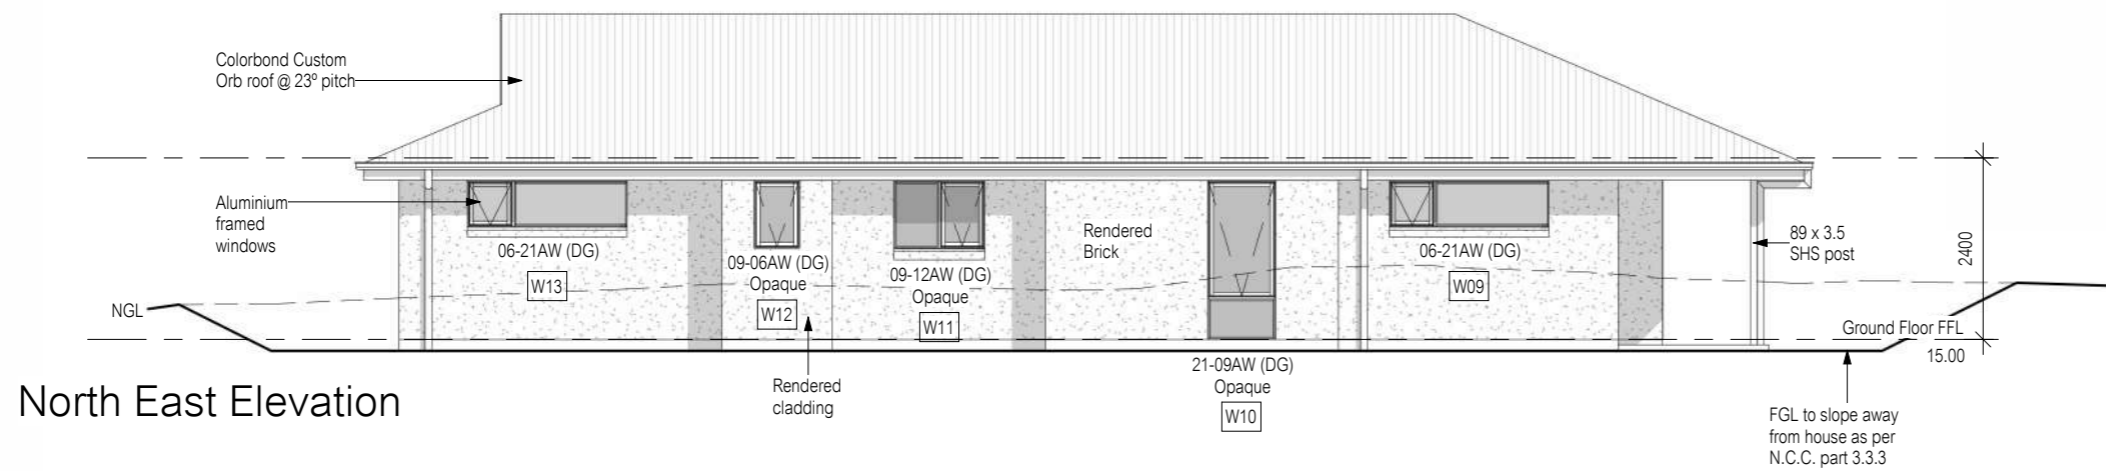 Colorbond Custom
Orb roof @ 23º pitch
Aluminium
framed
windows
06-21AW (DG)
W13
09-06AW (DG)
Opaque
W12
09-12AW (DG)
Opaque
W11
Rendered
Brick
06-21AW (DG)
W09
89 x 3.5
SHS post
2400
NGL
Ground Floor FFL
15.00
21-09AW (DG)
Opaque
W10
Rendered
cladding
North East Elevation
FGL to slope away
from house as per
N.C.C. part 3.3.3